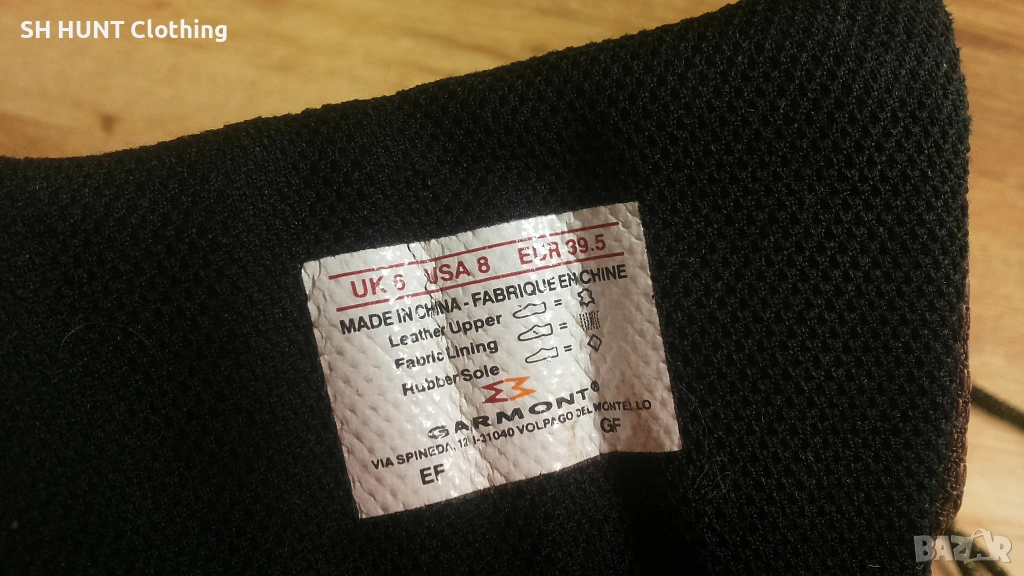 SH HUNT Clothing
UK 6 USA 8 EUR 39.5
MADE IN CHINA - FABRIQUE EN CHINE
Leather Upper =
Fabric Lining =
Rubber Sole =
GARMONT®
VIA SPINEDA, I-31040 VOLPAGO DEL MONTELLO
EF GF
BAZAR